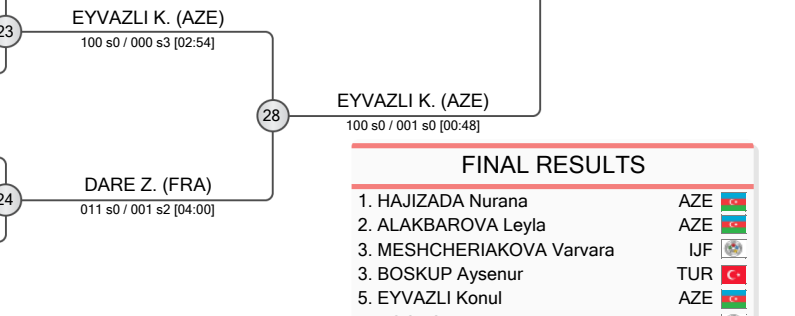 23
EYVAZLI K. (AZE)
100 s0 / 000 s3 [02:54]
28
EYVAZLI K. (AZE)
100 s0 / 001 s0 [00:48]
24
DARE Z. (FRA)
011 s0 / 001 s2 [04:00]
FINAL RESULTS
1. HAJIZADA Nurana AZE
2. ALAKBAROVA Leyla AZE
3. MESHCHERIAKOVA Varvara IJF
3. BOSKUP Aysenur TUR
5. EYVAZLI Konul AZE